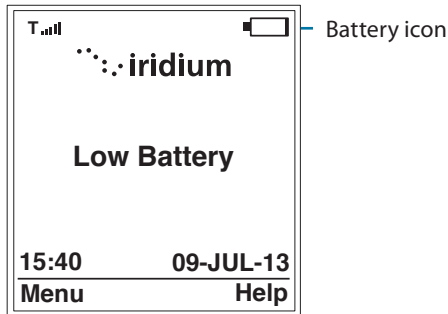 T
Battery icon
iridium
Low Battery
15:40 09-JUL-13
Menu Help